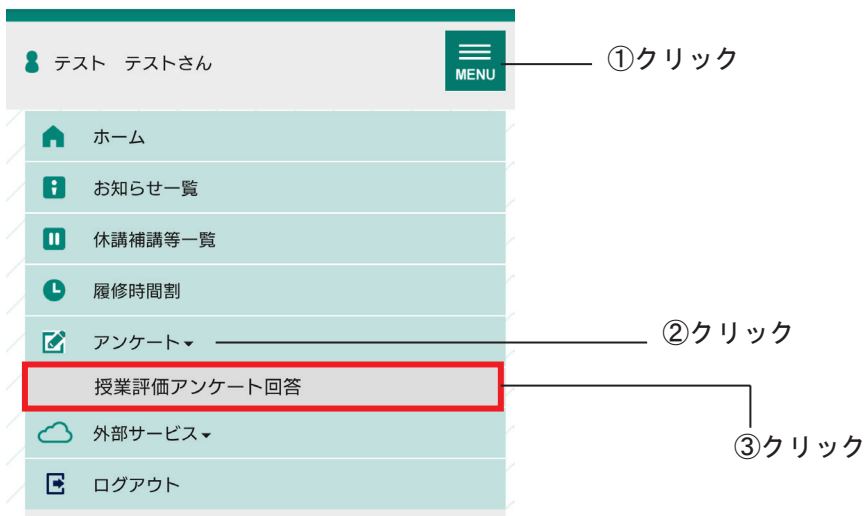 テスト　テストさん
MENU
①クリック
ホーム
お知らせ一覧
休講補講等一覧
履修時間割
アンケート▾
②クリック
授業評価アンケート回答
外部サービス▾
③クリック
ログアウト